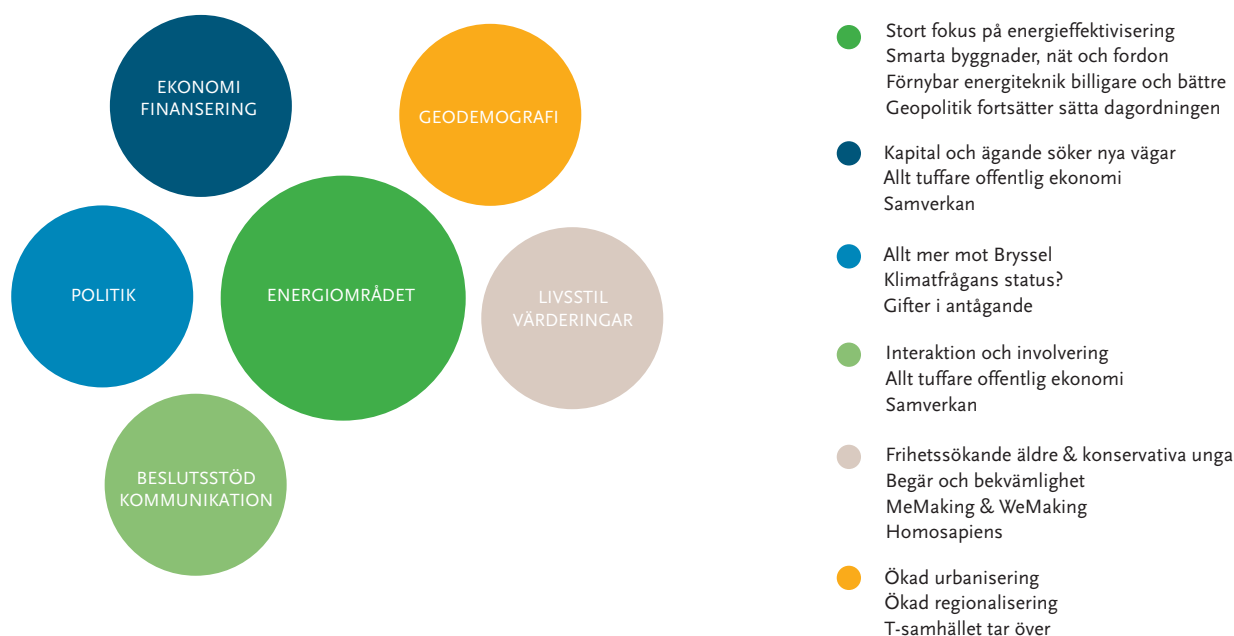 EKONOMI
FINANSERING
GEODEMOGRAFI
POLITIK
ENERGIOMRÅDET
LIVSSTIL
VÄRDERINGAR
BESLUTSSTÖD
KOMMUNIKATION
Stort fokus på energieffektivisering
Smarta byggnader, nät och fordon
Förnybar energiteknik billigare och bättre
Geopolitik fortsätter sätta dagordningen
Kapital och ägande söker nya vägar
Allt tuffare offentlig ekonomi
Samverkan
Allt mer mot Bryssel
Klimatfrågans status?
Gifter i antågande
Interaktion och involvering
Allt tuffare offentlig ekonomi
Samverkan
Frihetssökande äldre & konservativa unga
Begär och bekvämlighet
MeMaking & WeMaking
Homosapiens
Ökad urbanisering
Ökad regionalisering
T-samhället tar över